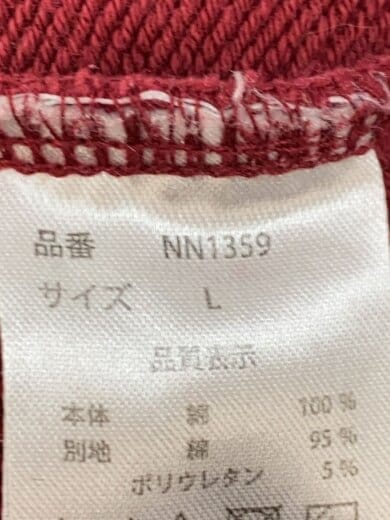 品番 NN1359
サイズ L
品質表示
本体 綿 100 %
別地 綿 95 %
ポリウレタン 5 %